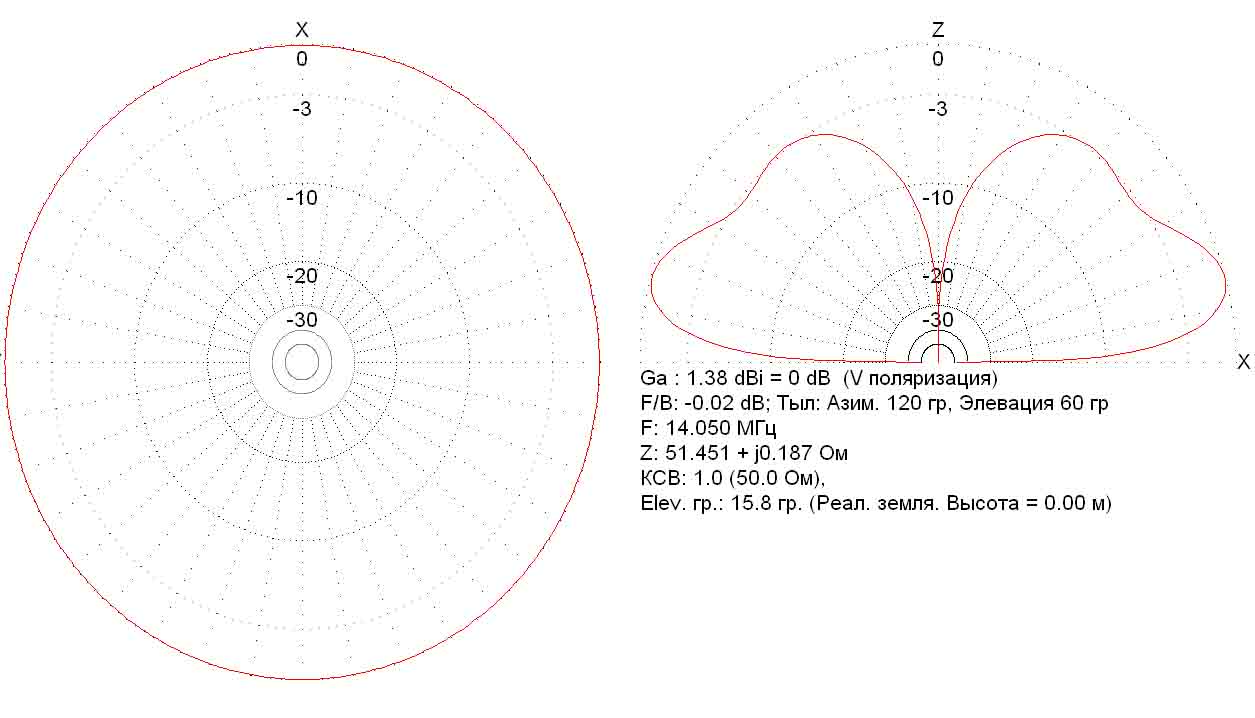 X
0
-3
-10
-20
-30
Z
0
-3
-10
-20
-30
X
Ga : 1.38 dBi = 0 dB (V поляризация)
F/B: -0.02 dB; Тыл: Азим. 120 гр, Элевация 60 гр
F: 14.050 МГц
Z: 51.451 + j0.187 Ом
КСВ: 1.0 (50.0 Ом),
Elev. гр.: 15.8 гр. (Реал. земля. Высота = 0.00 м)